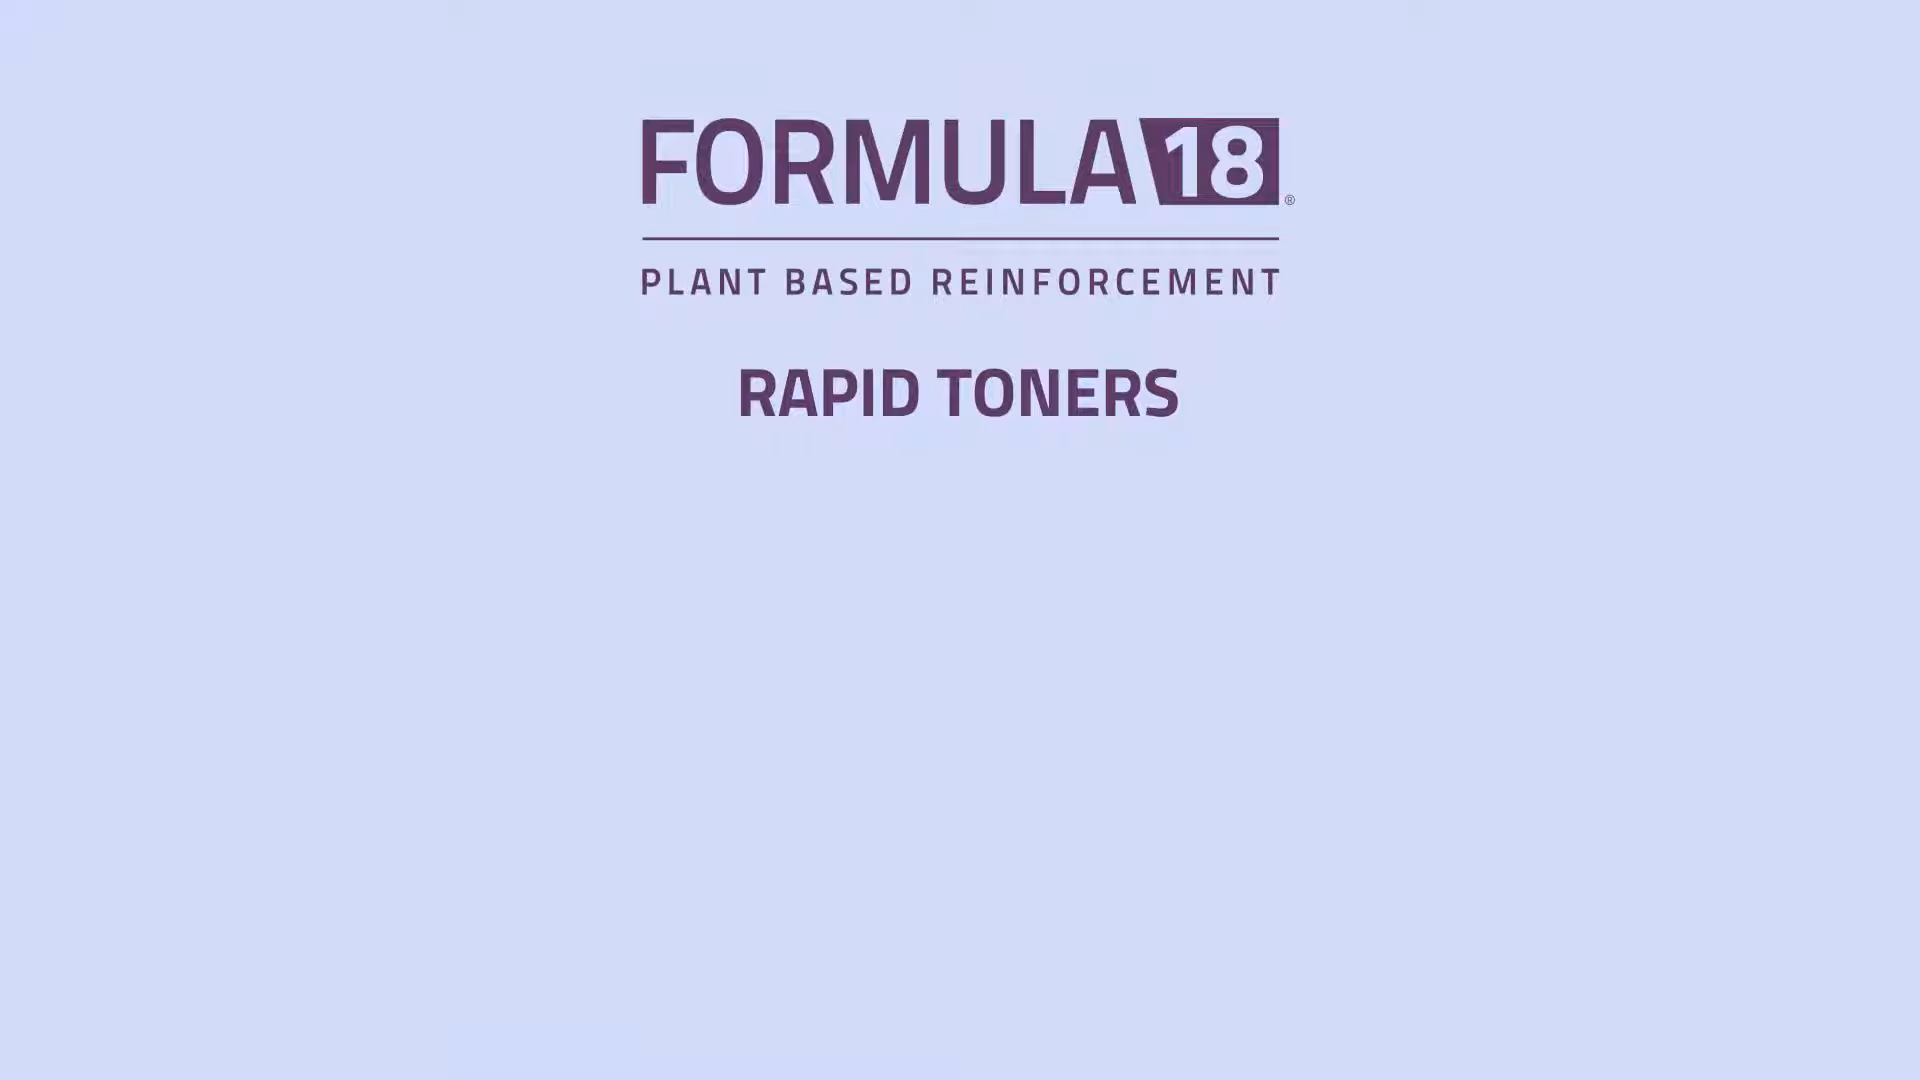 FORMULA 18®
PLANT BASED REINFORCEMENT
RAPID TONERS